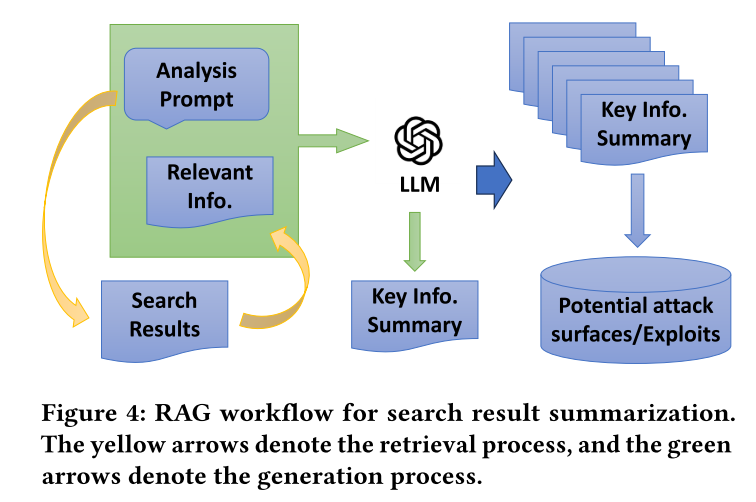 Analysis
Prompt
Relevant
Info.
Search
Results
LLM
Key Info.
Summary
Key Info.
Summary
Potential attack
surfaces/Exploits
Figure 4: RAG workflow for search result summarization.
The yellow arrows denote the retrieval process, and the green
arrows denote the generation process.